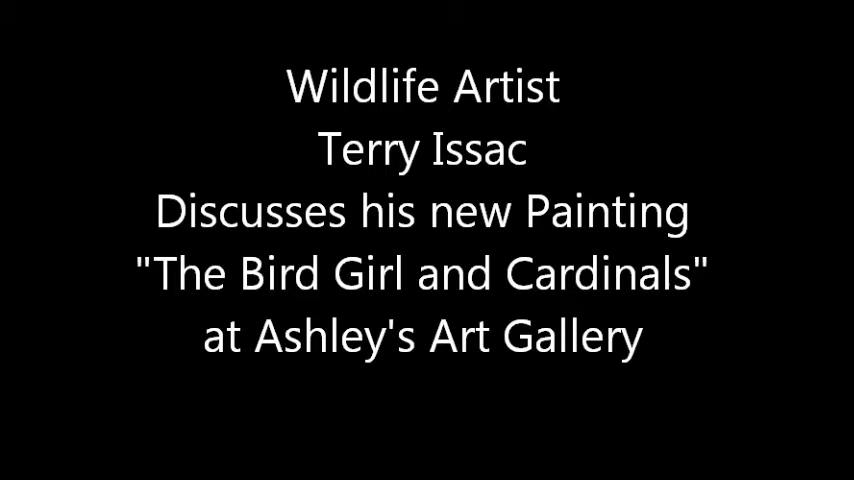 Wildlife Artist
Terry Issac
Discusses his new Painting
"The Bird Girl and Cardinals"
at Ashley's Art Gallery